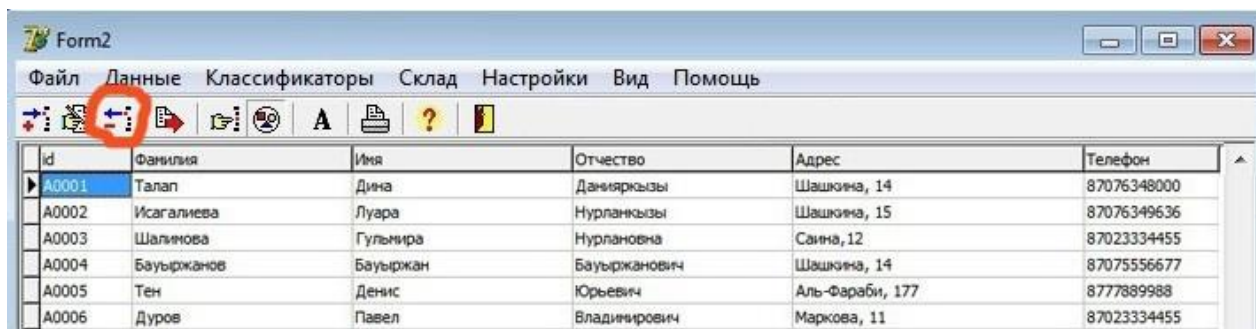 Form2
Файл Данные Классификаторы Склад Настройки Вид Помощь
A ?
id Фамилия Имя Отчество Адрес Телефон
A0001 Талап Дина Данияркызы Шашкина, 14 87076348000
A0002 Исагалиева Луара Нурланкызы Шашкина, 15 87076349636
A0003 Шалимова Гульмира Нурлановна Саина,12 87023334455
A0004 Бауыржанов Бауыржан Бауыржанович Шашкина, 14 87075556677
A0005 Тен Денис Юрьевич Аль-Фараби, 177 8777889988
A0006 Дуров Павел Владимирович Маркова, 11 87023334455